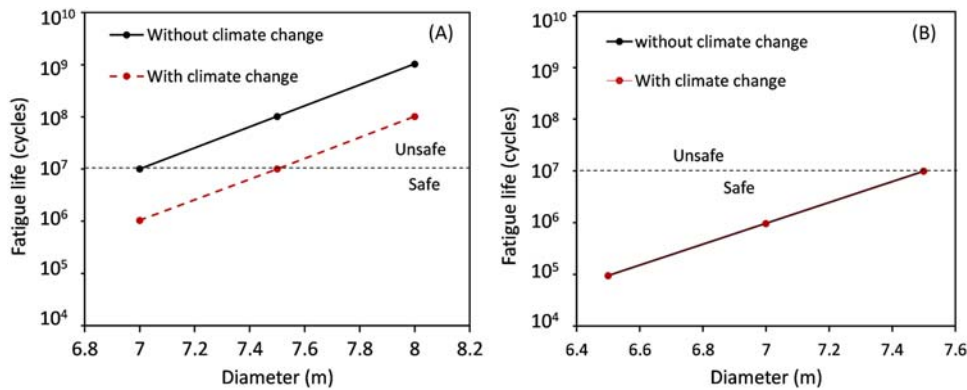 (A)
Without climate change
With climate change
Unsafe
Safe
Fatigue life (cycles)
10^10
10^9
10^8
10^7
10^6
10^5
10^4
6.8 7 7.2 7.4 7.6 7.8 8 8.2
Diameter (m)
(B)
without climate change
With climate change
Unsafe
Safe
Fatigue life (cycles)
10^10
10^9
10^8
10^7
10^6
10^5
10^4
6.4 6.6 6.8 7 7.2 7.4 7.6
Diameter (m)